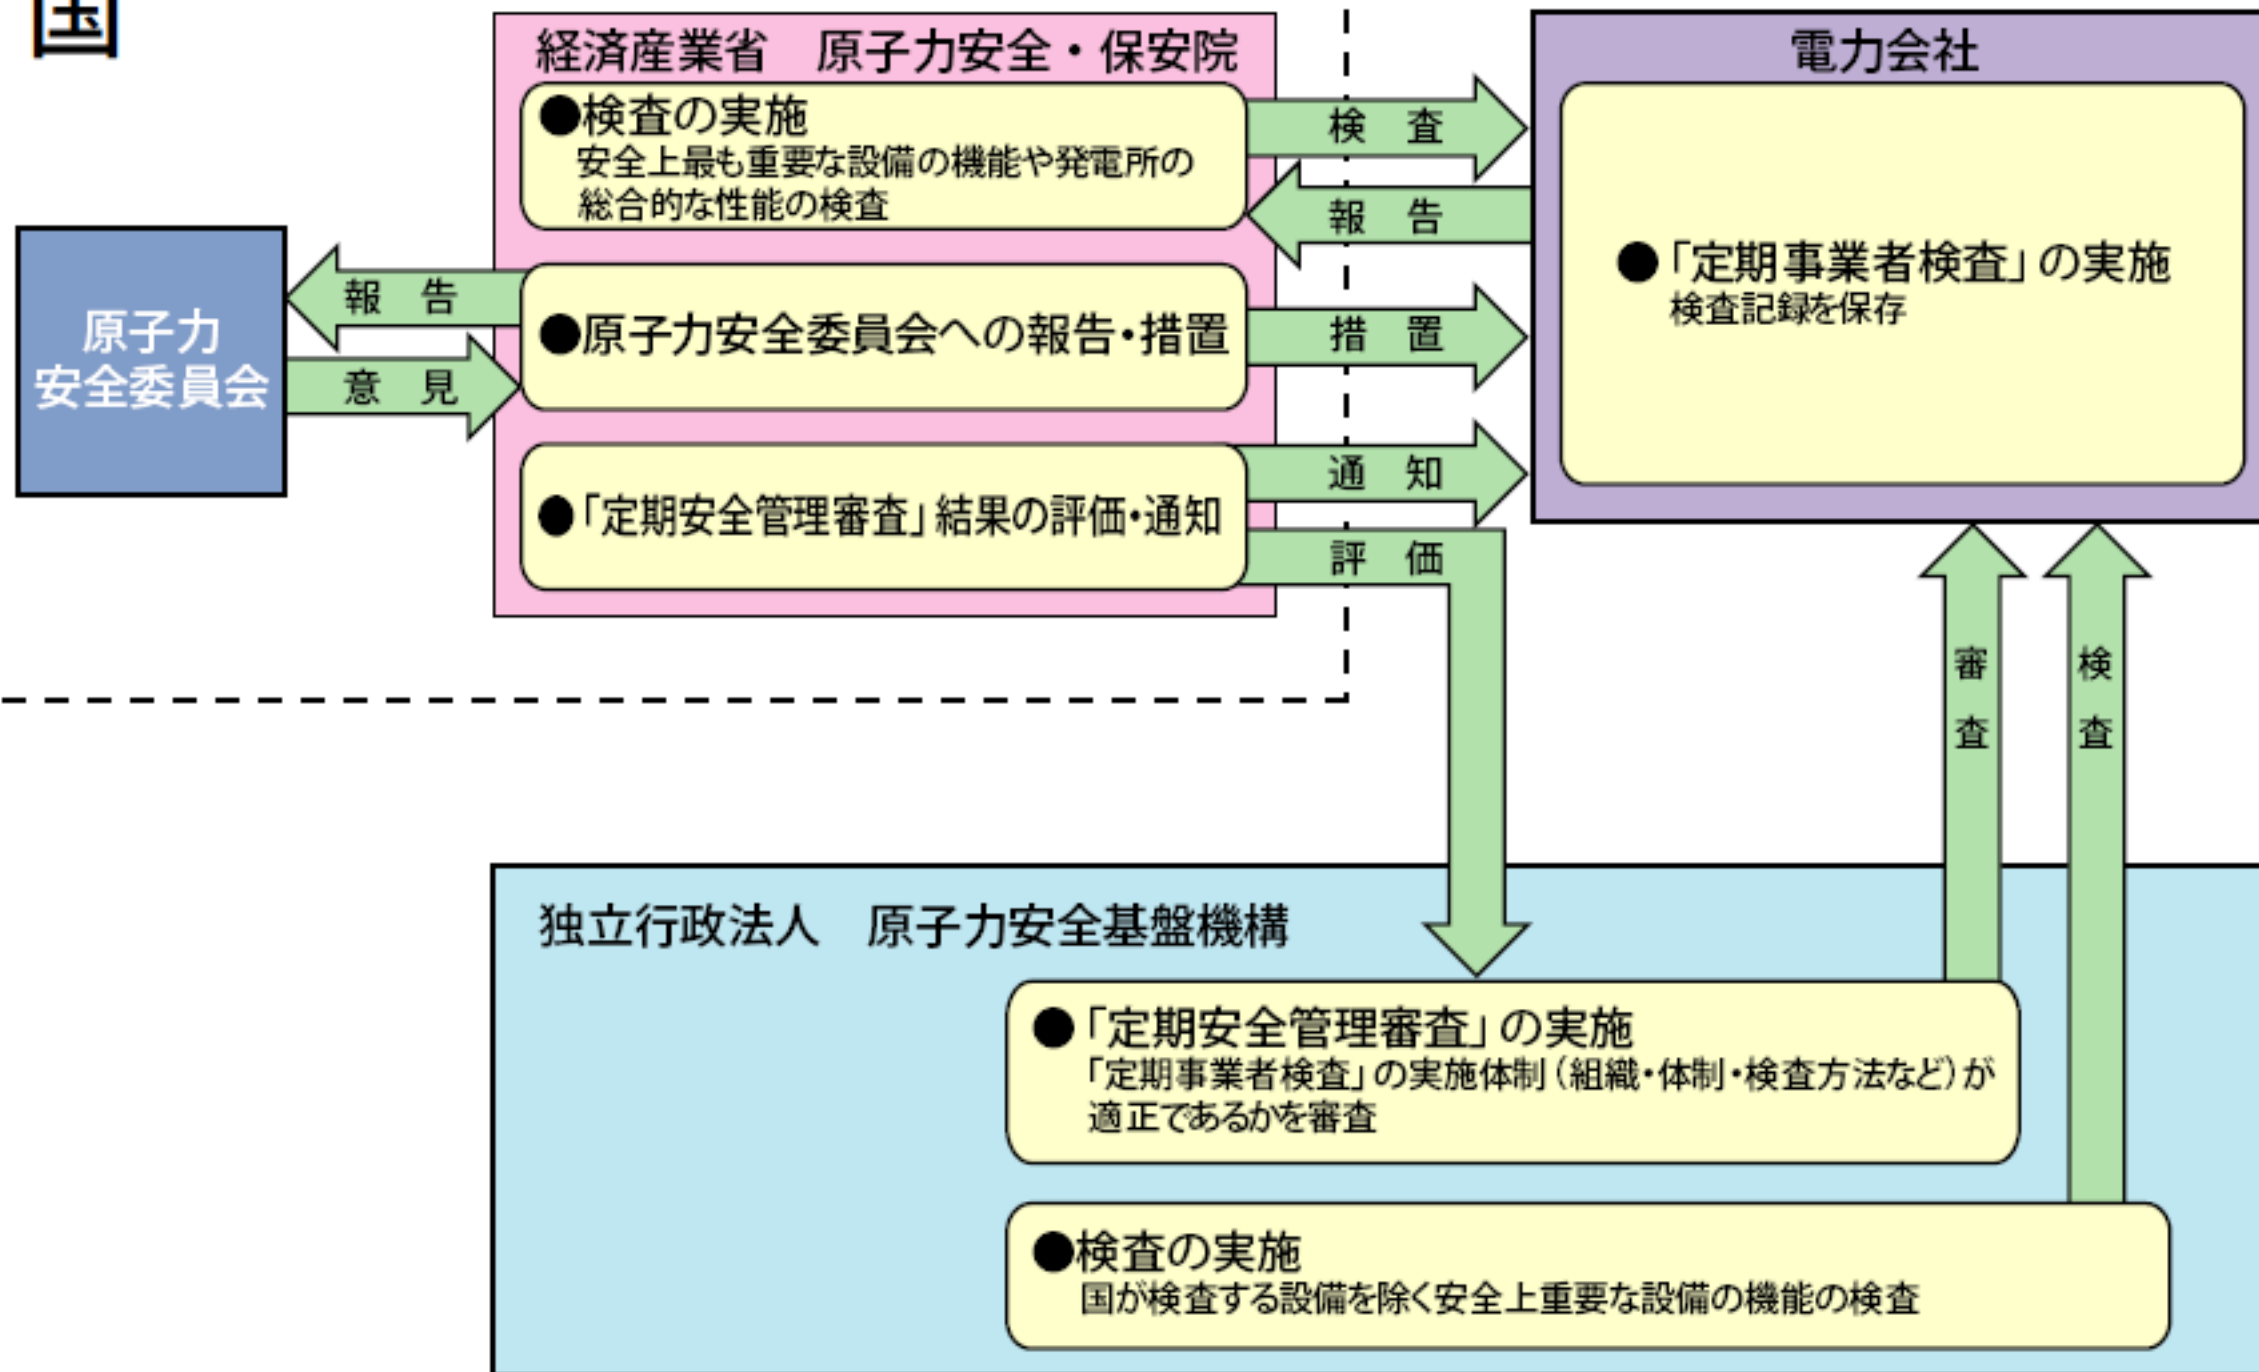 国
経済産業省　原子力安全・保安院
●検査の実施
安全上最も重要な設備の機能や発電所の
総合的な性能の検査
検　査
報　告
電力会社
●「定期事業者検査」の実施
検査記録を保存
原子力
安全委員会
報　告
意　見
●原子力安全委員会への報告・措置
措　置
●「定期安全管理審査」結果の評価・通知
通　知
評　価
審査
検査
独立行政法人　原子力安全基盤機構
●「定期安全管理審査」の実施
「定期事業者検査」の実施体制（組織・体制・検査方法など）が
適正であるかを審査
●検査の実施
国が検査する設備を除く安全上重要な設備の機能の検査